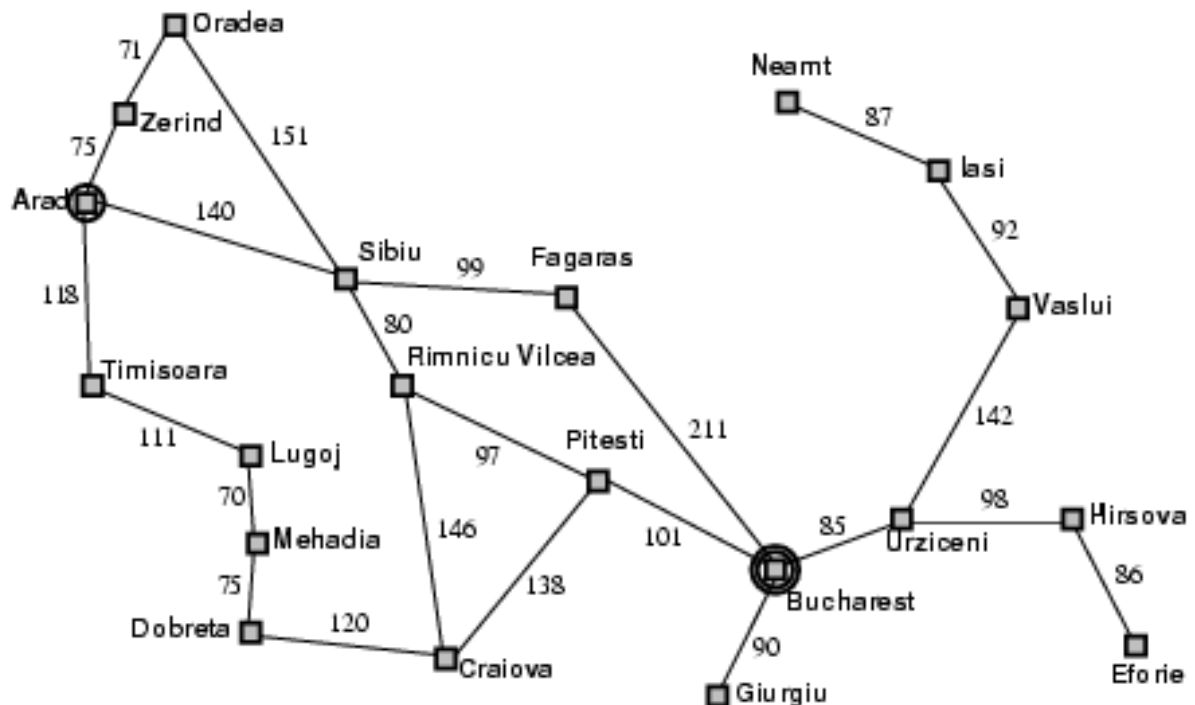 Oradea
71
Neamt
Zerind
87
75
151
Iasi
Arad
140
92
Sibiu
Fagaras
99
118
Vaslui
80
Rimnicu Vilcea
Timisoara
142
211
Pitesti
111
Lugoj
97
70
98
Hirsova
146
101
85
Urziceni
Mehadia
86
75
138
Bucharest
Dobreta
120
90
Craiova
Eforie
Giurgiu